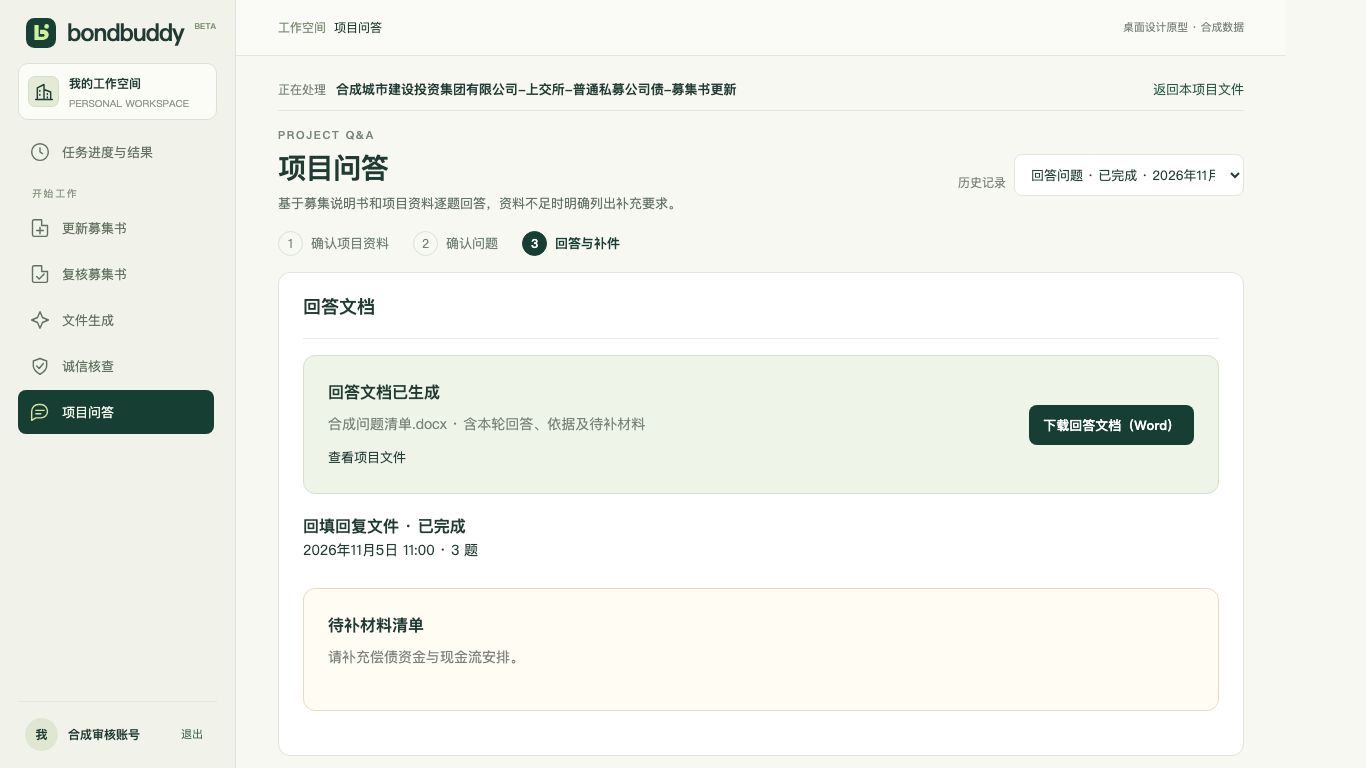 bondbuddy BETA
我的工作空间
PERSONAL WORKSPACE
任务进度与结果
开始工作
更新募集书
复核募集书
文件生成
诚信核查
项目问答
我 合成审核账号 退出
工作空间 项目问答
桌面设计原型 · 合成数据
正在处理 合成城市建设投资集团有限公司–上交所–普通私募公司债–募集书更新
返回本项目文件
PROJECT Q&A
项目问答
基于募集说明书和项目资料逐题回答，资料不足时明确列出补充要求。
历史记录 回答问题 · 已完成 · 2026年11月
1 确认项目资料 2 确认问题 3 回答与补件
回答文档
回答文档已生成
合成问题清单.docx · 含本轮回答、依据及待补材料
查看项目文件
下载回答文档（Word）
回填回复文件 · 已完成
2026年11月5日 11:00 · 3 题
待补材料清单
请补充偿债资金与现金流安排。